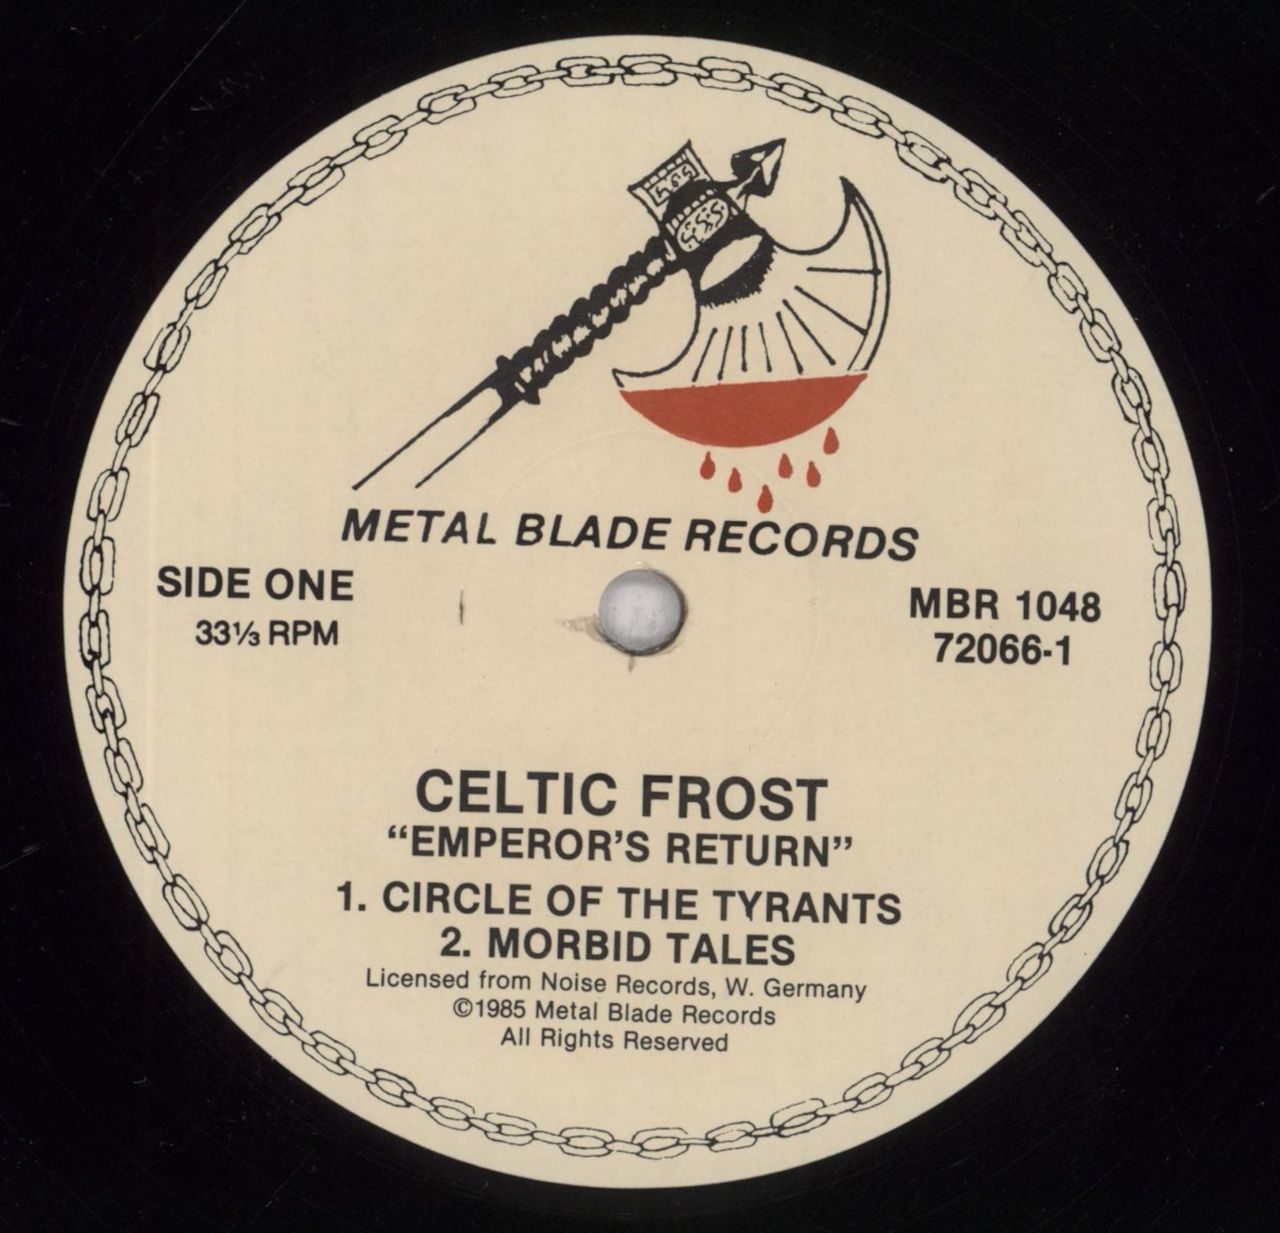 METAL BLADE RECORDS
SIDE ONE
33⅓ RPM
MBR 1048
72066-1
CELTIC FROST
“EMPEROR’S RETURN”
1. CIRCLE OF THE TYRANTS
2. MORBID TALES
Licensed from Noise Records, W. Germany
©1985 Metal Blade Records
All Rights Reserved